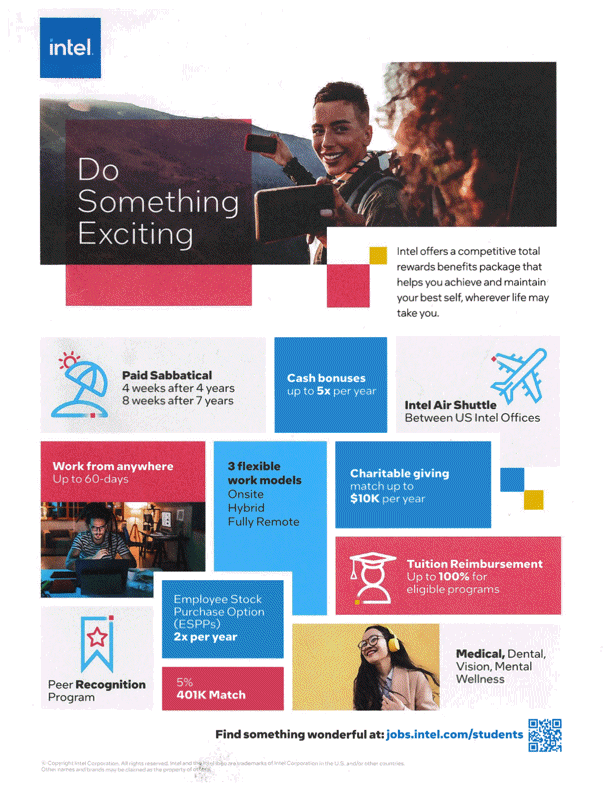 intel.
Do
Something
Exciting
Intel offers a competitive total
rewards benefits package that
helps you achieve and maintain
your best self, wherever life may
take you.
Paid Sabbatical
4 weeks after 4 years
8 weeks after 7 years
Cash bonuses
up to 5x per year
Intel Air Shuttle
Between US Intel Offices
Work from anywhere
Up to 60-days
3 flexible
work models
Onsite
Hybrid
Fully Remote
Charitable giving
match up to
$10K per year
Tuition Reimbursement
Up to 100% for
eligible programs
Employee Stock
Purchase Option
(ESPPs)
2x per year
Peer Recognition
Program
5%
401K Match
Medical, Dental,
Vision, Mental
Wellness
Find something wonderful at: jobs.intel.com/students
© Copyright Intel Corporation. All rights reserved. Intel and the Intel logo are trademarks of Intel Corporation in the U.S. and/or other countries.
Other names and brands may be claimed as the property of others.